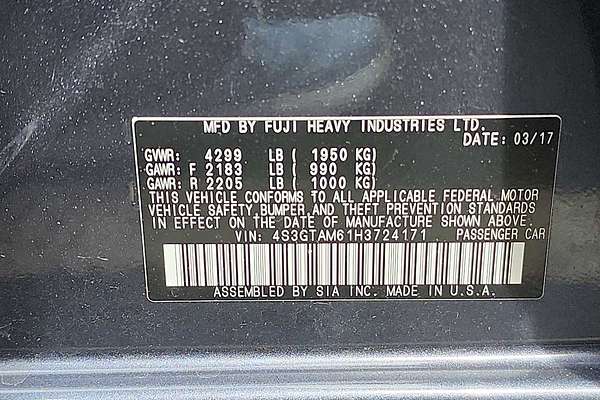 MFD BY FUJI HEAVY INDUSTRIES LTD.
DATE: 03/17
GVWR: 4299 LB ( 1950 KG)
GAWR: F 2183 LB ( 990 KG)
GAWR: R 2205 LB ( 1000 KG)
THIS VEHICLE CONFORMS TO ALL APPLICABLE FEDERAL MOTOR
VEHICLE SAFETY,BUMPER,AND THEFT PREVENTION STANDARDS
IN EFFECT ON THE DATE OF MANUFACTURE SHOWN ABOVE.
VIN: 4S3GTAM61H3724171 PASSENGER CAR
ASSEMBLED BY SIA INC. MADE IN U.S.A.